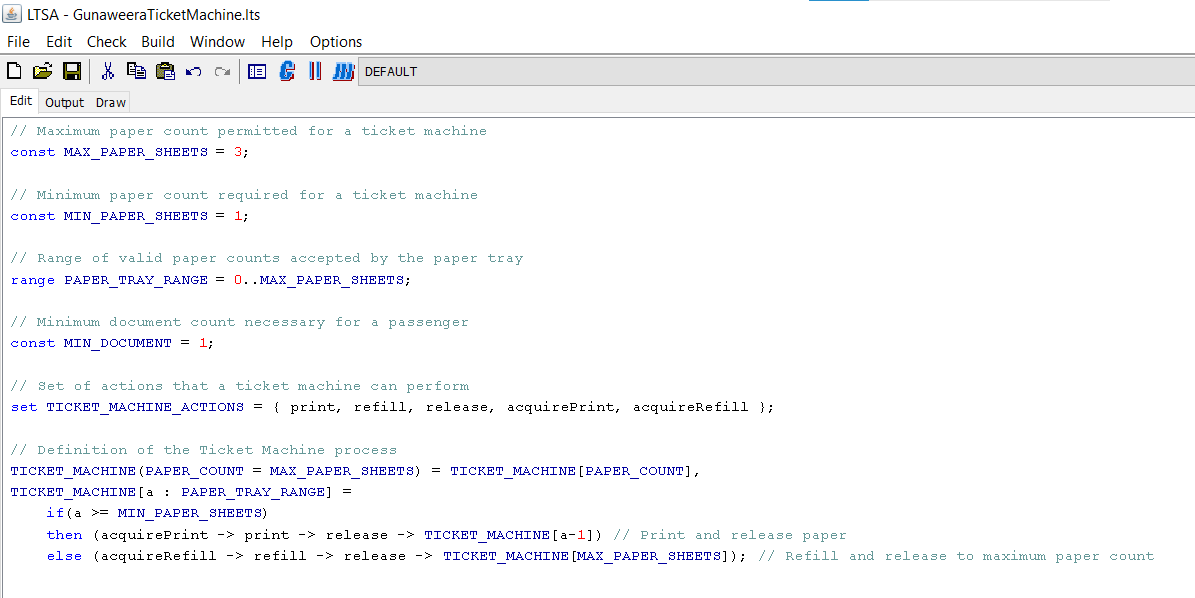 LTSA - GunaweeraTicketMachine.lts
File Edit Check Build Window Help Options
DEFAULT
Edit Output Draw
// Maximum paper count permitted for a ticket machine
const MAX_PAPER_SHEETS = 3;
// Minimum paper count required for a ticket machine
const MIN_PAPER_SHEETS = 1;
// Range of valid paper counts accepted by the paper tray
range PAPER_TRAY_RANGE = 0..MAX_PAPER_SHEETS;
// Minimum document count necessary for a passenger
const MIN_DOCUMENT = 1;
// Set of actions that a ticket machine can perform
set TICKET_MACHINE_ACTIONS = { print, refill, release, acquirePrint, acquireRefill };
// Definition of the Ticket Machine process
TICKET_MACHINE(PAPER_COUNT = MAX_PAPER_SHEETS) = TICKET_MACHINE[PAPER_COUNT],
TICKET_MACHINE[a : PAPER_TRAY_RANGE] =
    if(a >= MIN_PAPER_SHEETS)
    then (acquirePrint -> print -> release -> TICKET_MACHINE[a-1]) // Print and release paper
    else (acquireRefill -> refill -> release -> TICKET_MACHINE[MAX_PAPER_SHEETS]); // Refill and release to maximum paper count